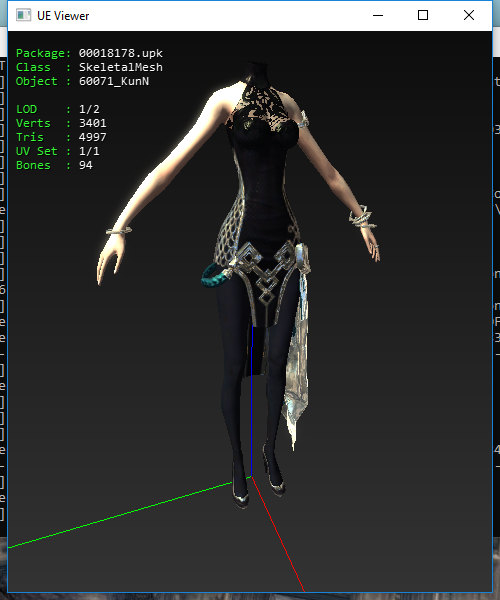 UE Viewer
Package: 00018178.upk
Class : SkeletalMesh
Object : 60071_KunN
LOD : 1/2
Verts : 3401
Tris : 4997
UV Set : 1/1
Bones : 94